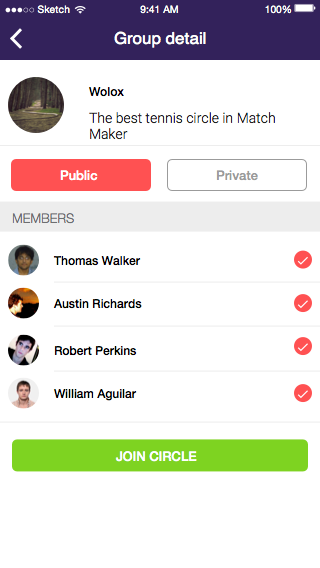 Sketch 9:41 AM 100%
Group detail
Wolox
The best tennis circle in Match
Maker
Public Private
MEMBERS
Thomas Walker
Austin Richards
Robert Perkins
William Aguilar
JOIN CIRCLE